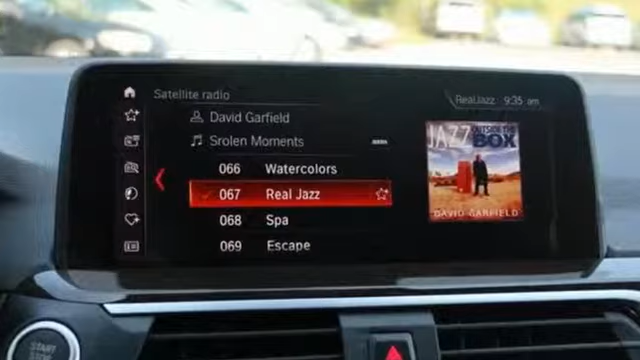 Satellite radio
RealJazz 9:35 am
David Garfield
Srolen Moments
066 Watercolors
067 Real Jazz
068 Spa
069 Escape
JAZZ OUTSIDE THE BOX
DAVID GARFIELD
START